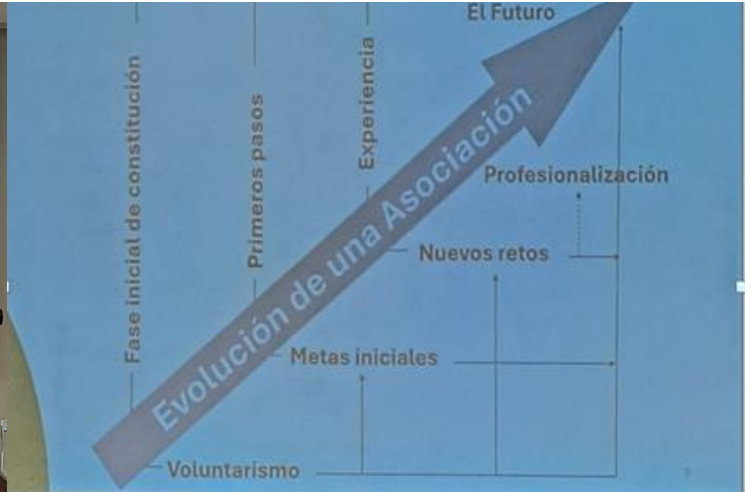 El Futuro
Fase inicial de constitución
Primeros pasos
Experiencia
Evolución de una Asociación
Profesionalización
Nuevos retos
Metas iniciales
Voluntarismo